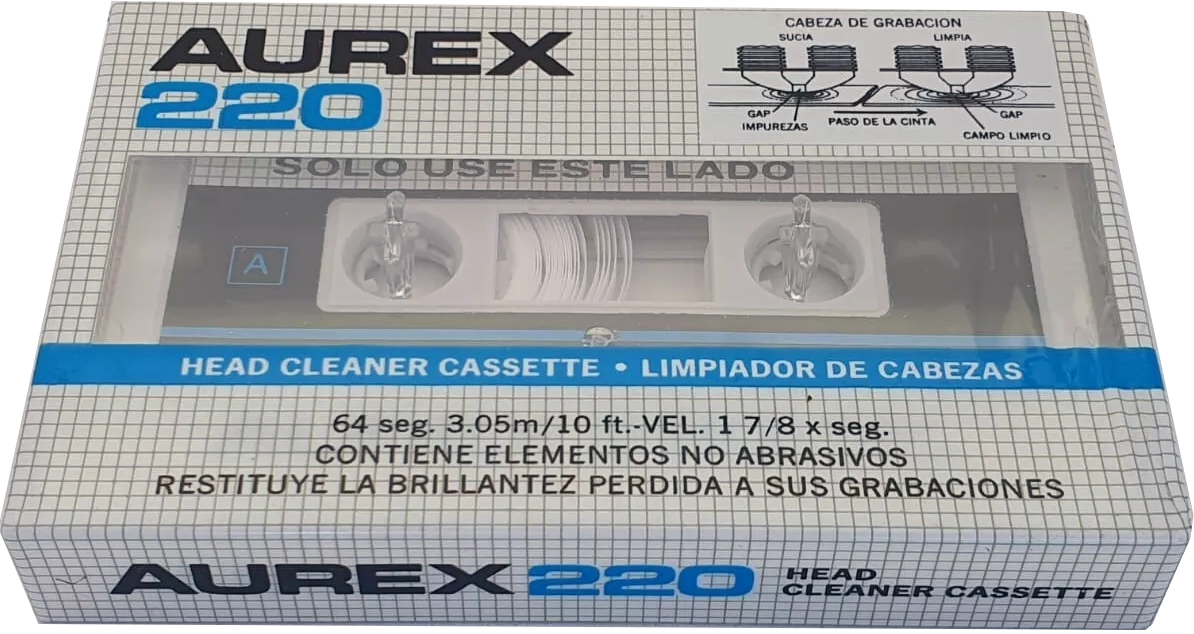 AUREX
220
CABEZA DE GRABACION
SUCIA LIMPIA
GAP GAP
IMPUREZAS PASO DE LA CINTA CAMPO LIMPIO
SOLO USE ESTE LADO
A
HEAD CLEANER CASSETTE • LIMPIADOR DE CABEZAS
64 seg. 3.05m/10 ft.-VEL. 1 7/8 x seg.
CONTIENE ELEMENTOS NO ABRASIVOS
RESTITUYE LA BRILLANTEZ PERDIDA A SUS GRABACIONES
AUREX 220 HEAD
CLEANER CASSETTE